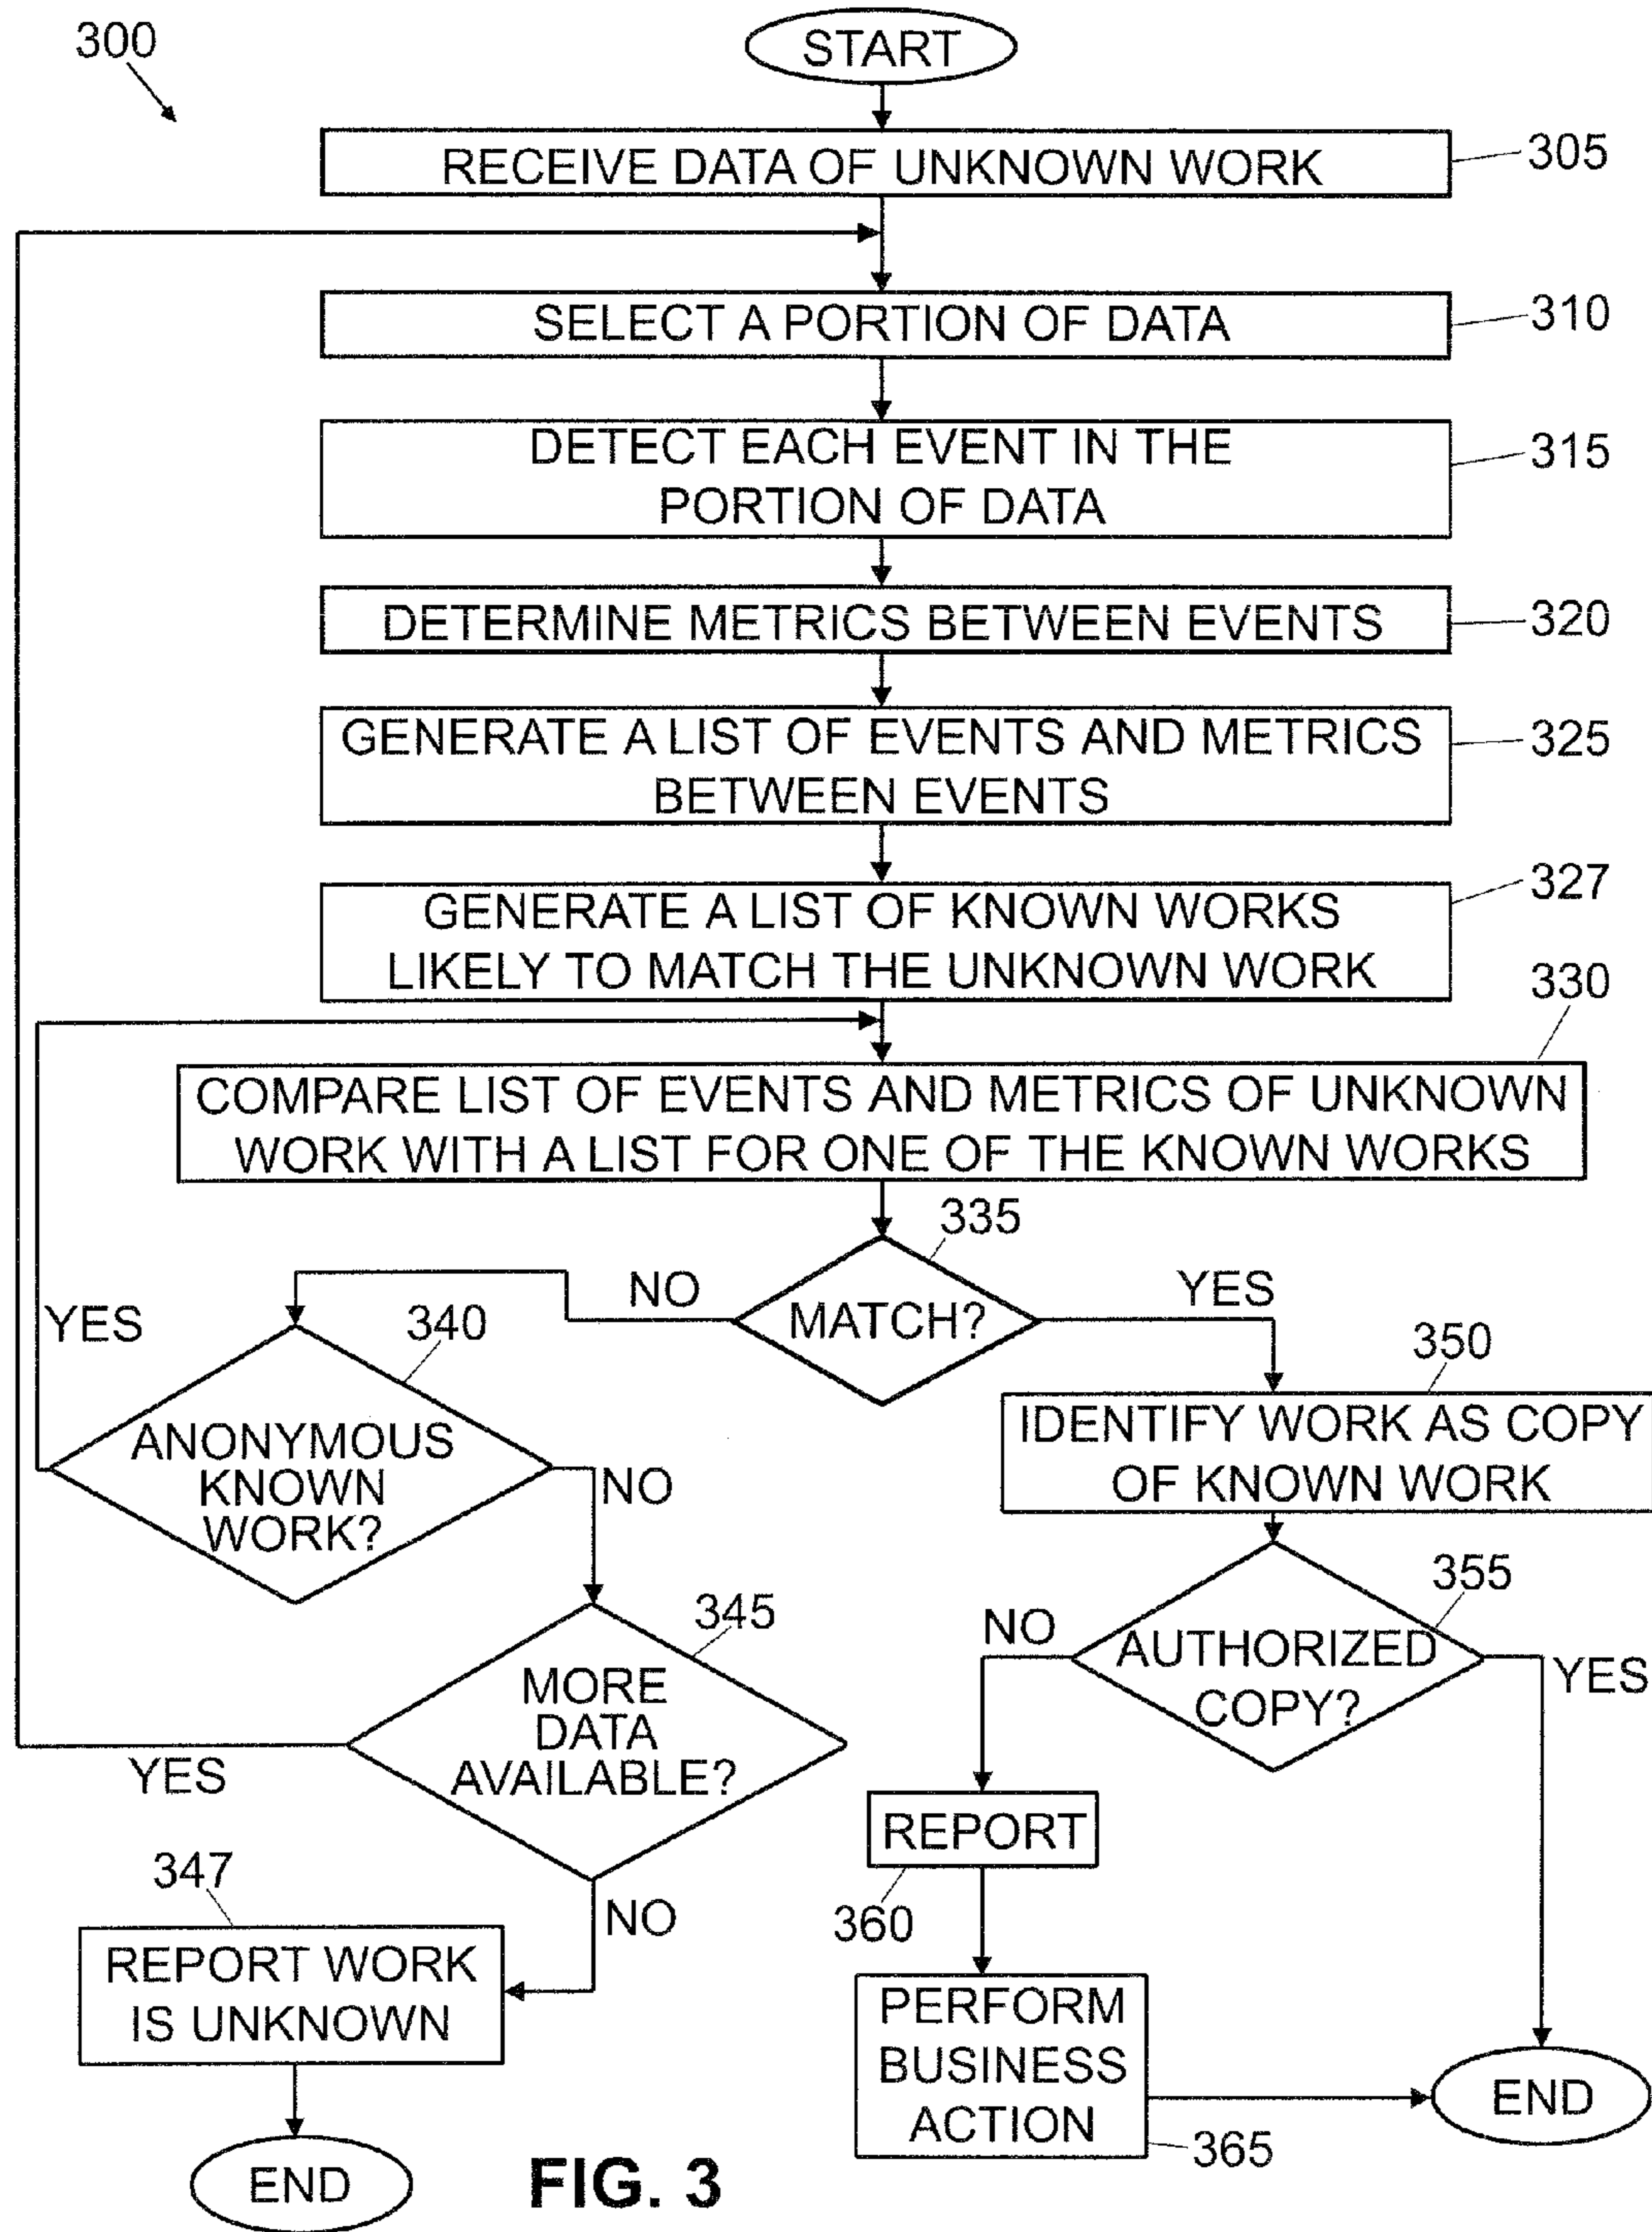 300
START
RECEIVE DATA OF UNKNOWN WORK
305
SELECT A PORTION OF DATA
310
DETECT EACH EVENT IN THE
PORTION OF DATA
315
DETERMINE METRICS BETWEEN EVENTS
320
GENERATE A LIST OF EVENTS AND METRICS
BETWEEN EVENTS
325
GENERATE A LIST OF KNOWN WORKS
LIKELY TO MATCH THE UNKNOWN WORK
327
330
COMPARE LIST OF EVENTS AND METRICS OF UNKNOWN
WORK WITH A LIST FOR ONE OF THE KNOWN WORKS
335
MATCH?
NO
YES
YES
340
ANONYMOUS
KNOWN
WORK?
NO
350
IDENTIFY WORK AS COPY
OF KNOWN WORK
345
MORE
DATA
AVAILABLE?
YES
NO
355
AUTHORIZED
COPY?
NO
YES
347
REPORT WORK
IS UNKNOWN
END
REPORT
360
PERFORM
BUSINESS
ACTION
365
END
FIG. 3